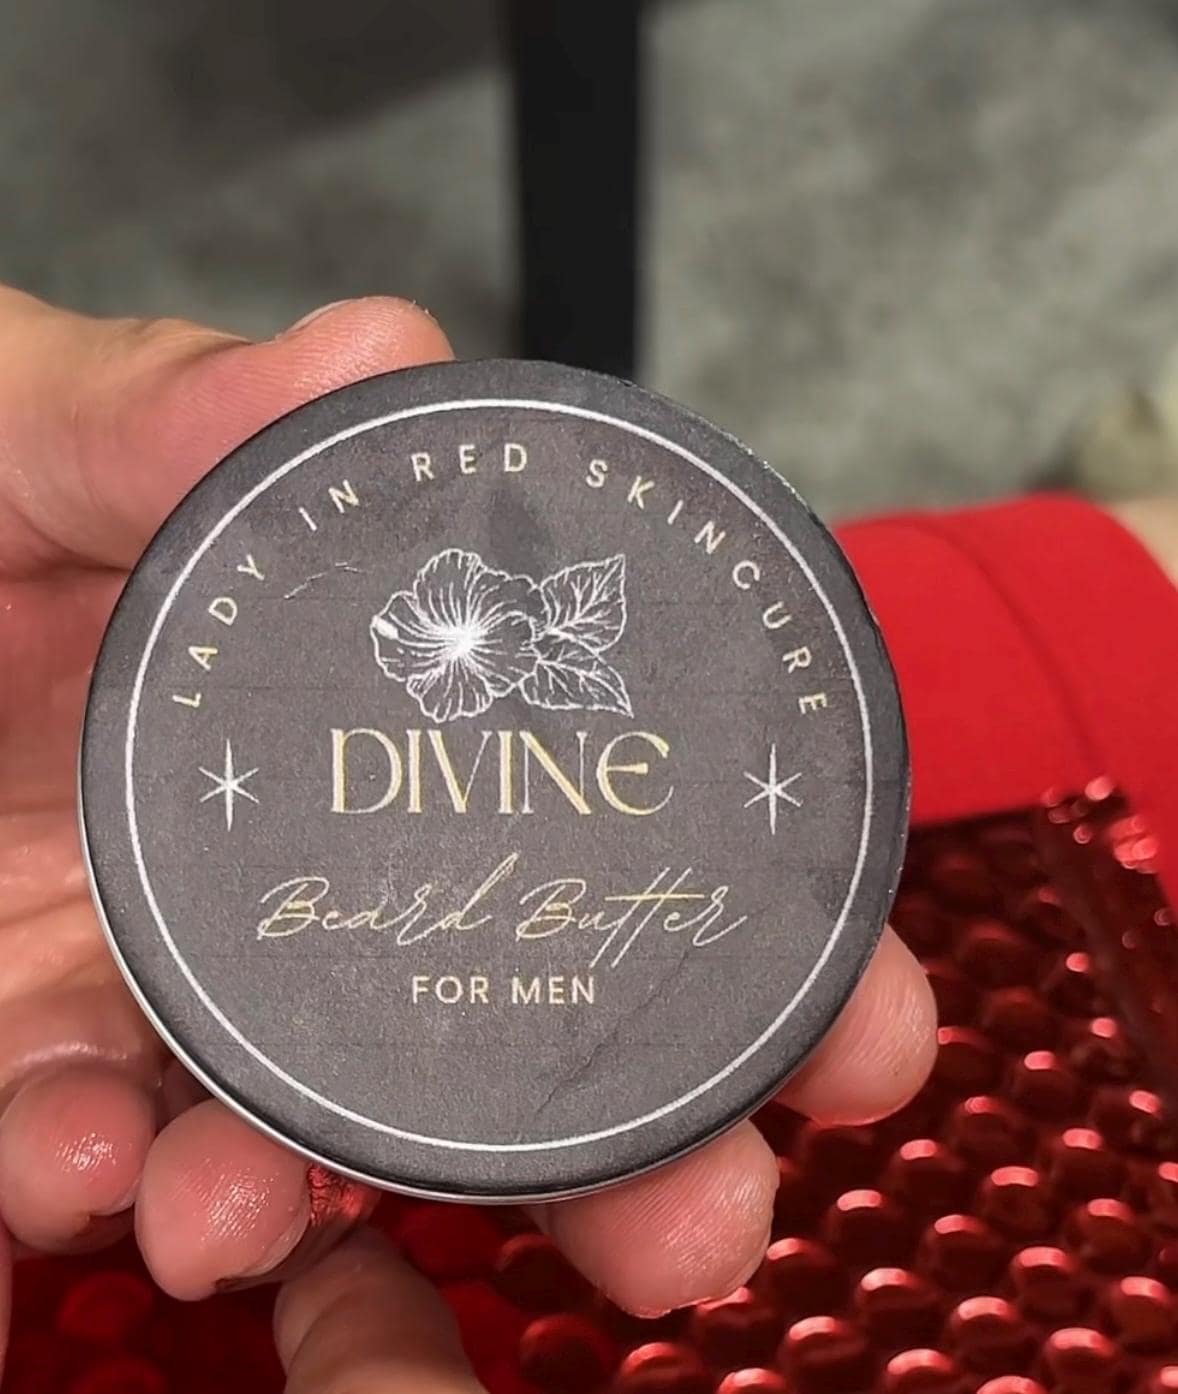 LADY IN RED SKINCURE
DIVINE
Beard Butter
FOR MEN